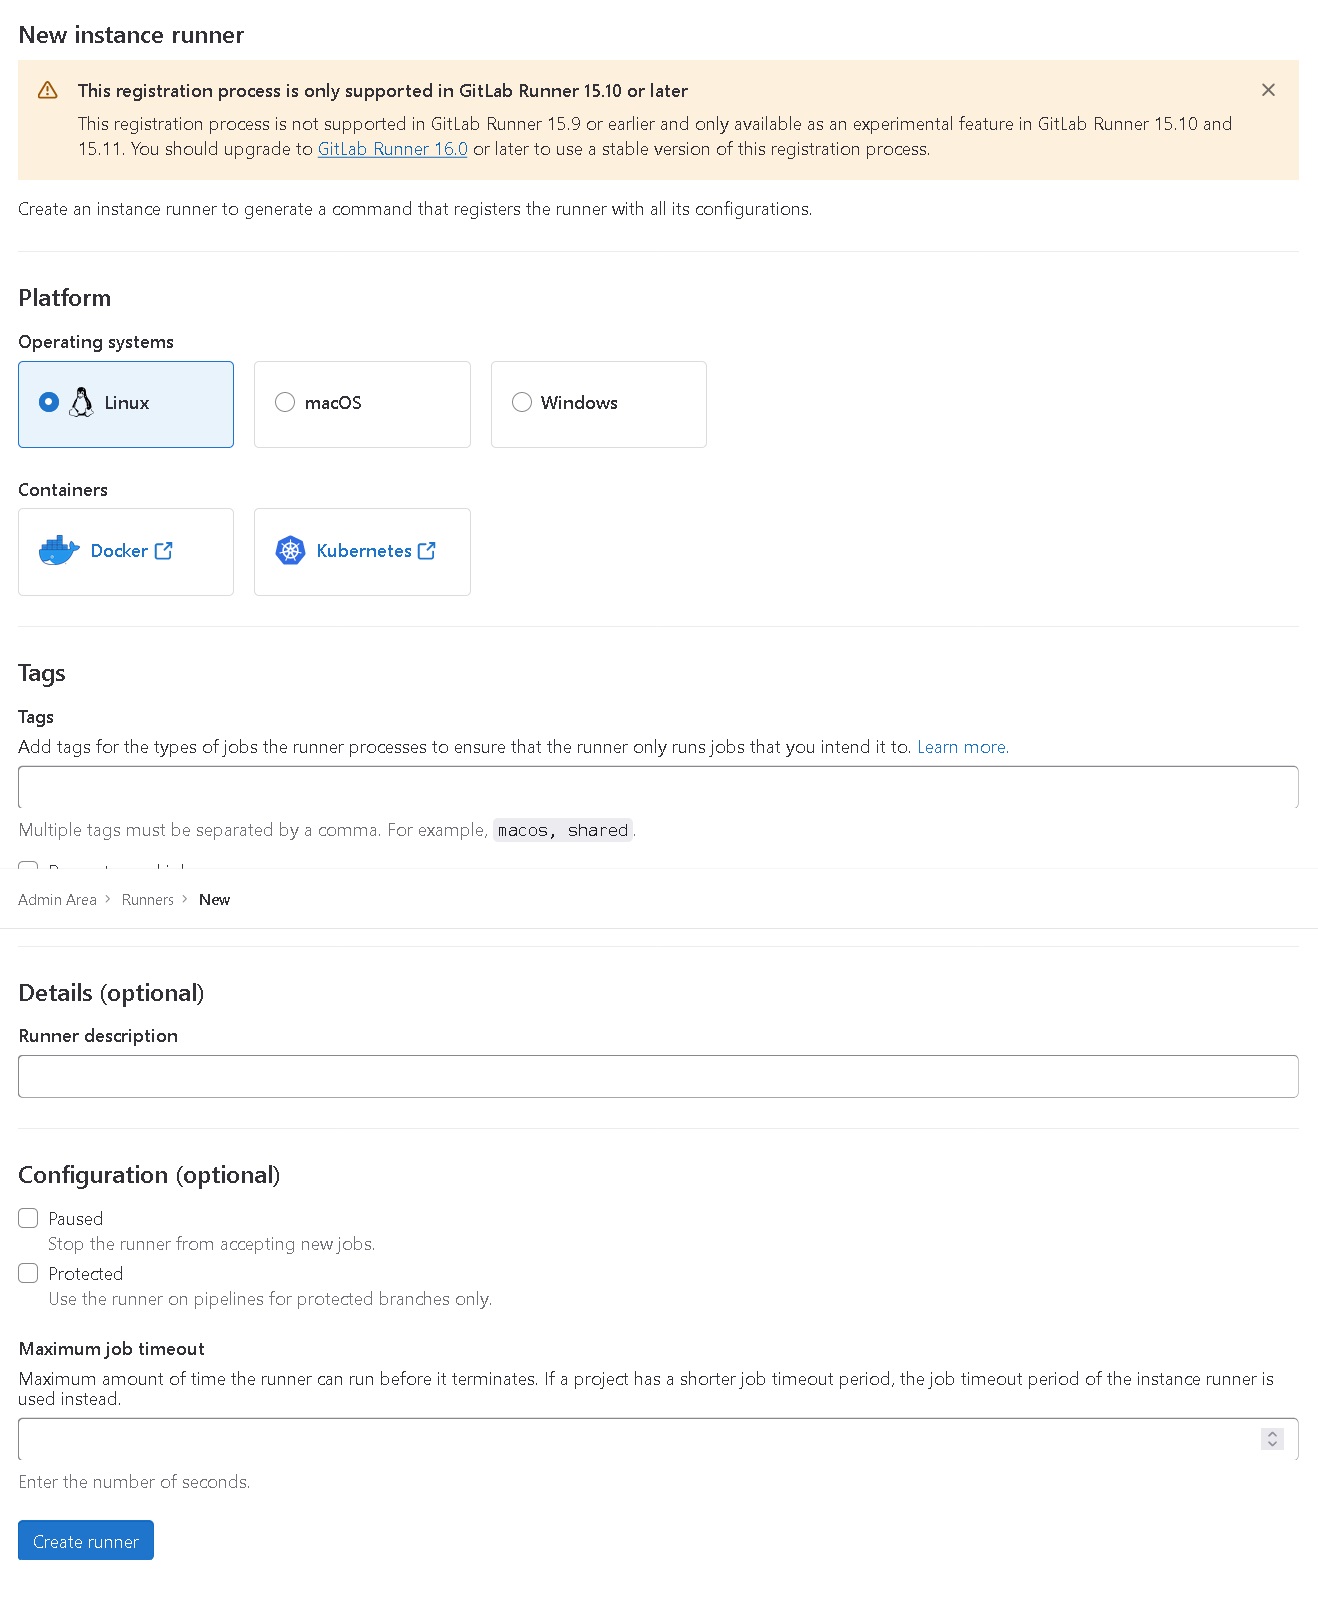 New instance runner
This registration process is only supported in GitLab Runner 15.10 or later
This registration process is not supported in GitLab Runner 15.9 or earlier and only available as an experimental feature in GitLab Runner 15.10 and
15.11. You should upgrade to GitLab Runner 16.0 or later to use a stable version of this registration process.
Create an instance runner to generate a command that registers the runner with all its configurations.
Platform
Operating systems
Linux
macOS
Windows
Containers
Docker
Kubernetes
Tags
Tags
Add tags for the types of jobs the runner processes to ensure that the runner only runs jobs that you intend it to. Learn more.
Multiple tags must be separated by a comma. For example, macos, shared.
Admin Area > Runners > New
Details (optional)
Runner description
Configuration (optional)
Paused
Stop the runner from accepting new jobs.
Protected
Use the runner on pipelines for protected branches only.
Maximum job timeout
Maximum amount of time the runner can run before it terminates. If a project has a shorter job timeout period, the job timeout period of the instance runner is
used instead.
Enter the number of seconds.
Create runner